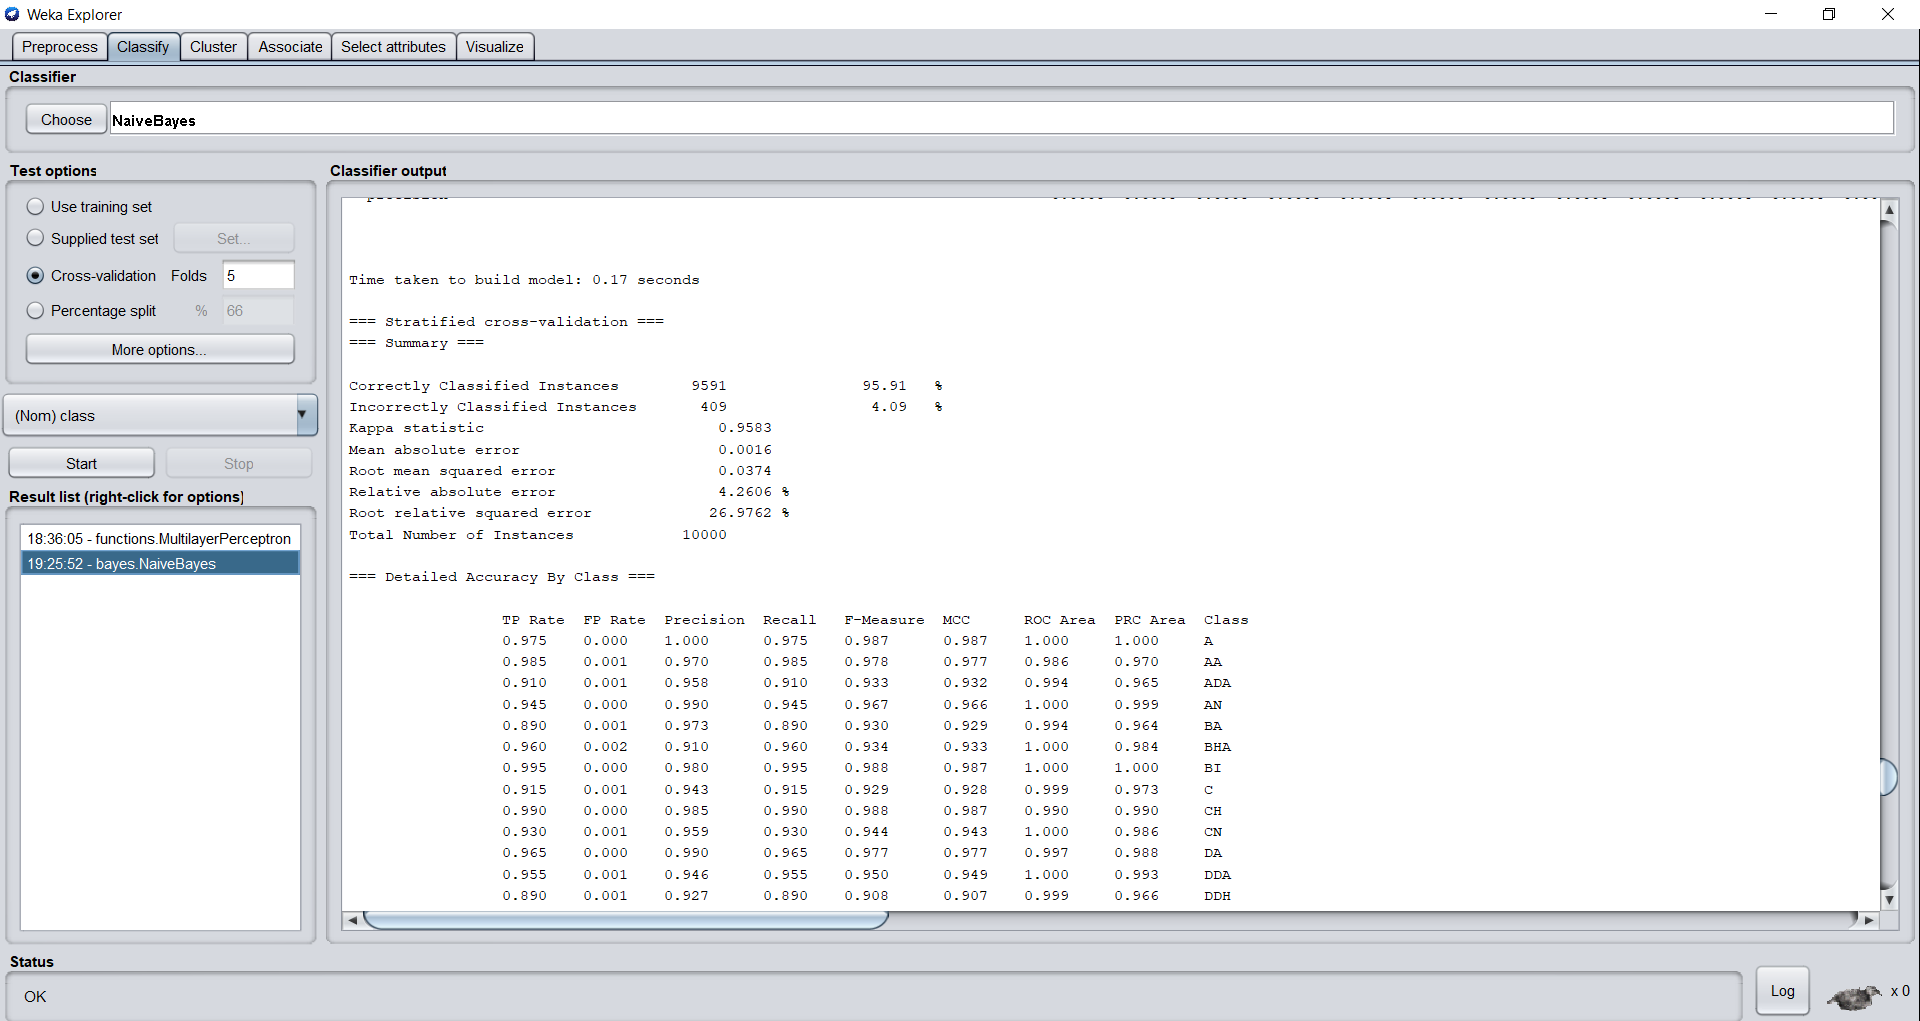 Weka Explorer
Preprocess Classify Cluster Associate Select attributes Visualize
Classifier
Choose NaiveBayes
Test options
Use training set
Supplied test set Set...
Cross-validation Folds 5
Percentage split % 66
More options...
(Nom) class
Start Stop
Result list (right-click for options)
18:36:05 - functions.MultilayerPerceptron
19:25:52 - bayes.NaiveBayes
Classifier output
Time taken to build model: 0.17 seconds
=== Stratified cross-validation ===
=== Summary ===
Correctly Classified Instances 9591 95.91 %
Incorrectly Classified Instances 409 4.09 %
Kappa statistic 0.9583
Mean absolute error 0.0016
Root mean squared error 0.0374
Relative absolute error 4.2606 %
Root relative squared error 26.9762 %
Total Number of Instances 10000
=== Detailed Accuracy By Class ===
TP Rate FP Rate Precision Recall F-Measure MCC ROC Area PRC Area Class
0.975 0.000 1.000 0.975 0.987 0.987 1.000 1.000 A
0.985 0.001 0.970 0.985 0.978 0.977 0.986 0.970 AA
0.910 0.001 0.958 0.910 0.933 0.932 0.994 0.965 ADA
0.945 0.000 0.990 0.945 0.967 0.966 1.000 0.999 AN
0.890 0.001 0.973 0.890 0.930 0.929 0.994 0.964 BA
0.960 0.002 0.910 0.960 0.934 0.933 1.000 0.984 BHA
0.995 0.000 0.980 0.995 0.988 0.987 1.000 1.000 BI
0.915 0.001 0.943 0.915 0.929 0.928 0.999 0.973 C
0.990 0.000 0.985 0.990 0.988 0.987 0.990 0.990 CH
0.930 0.001 0.959 0.930 0.944 0.943 1.000 0.986 CN
0.965 0.000 0.990 0.965 0.977 0.977 0.997 0.988 DA
0.955 0.001 0.946 0.955 0.950 0.949 1.000 0.993 DDA
0.890 0.001 0.927 0.890 0.908 0.907 0.999 0.966 DDH
Status
OK
Log x 0